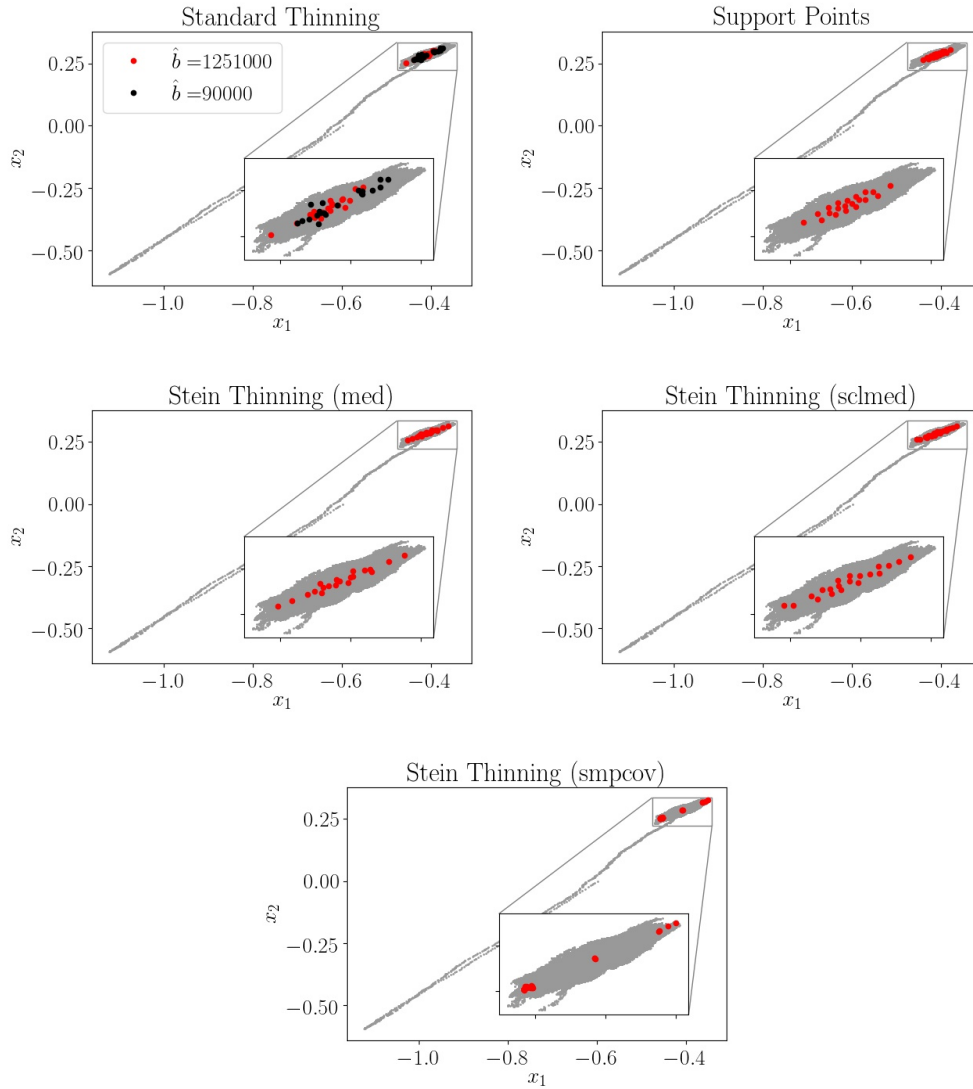 Standard Thinning
b̂ =1251000
b̂ =90000
0.25
0.00
−0.25
−0.50
x₂
−1.0
−0.8
−0.6
−0.4
x₁
Support Points
0.25
0.00
−0.25
−0.50
x₂
−1.0
−0.8
−0.6
−0.4
x₁
Stein Thinning (med)
0.25
0.00
−0.25
−0.50
x₂
−1.0
−0.8
−0.6
−0.4
x₁
Stein Thinning (sclmed)
0.25
0.00
−0.25
−0.50
x₂
−1.0
−0.8
−0.6
−0.4
x₁
Stein Thinning (smpcov)
0.25
0.00
−0.25
−0.50
x₂
−1.0
−0.8
−0.6
−0.4
x₁